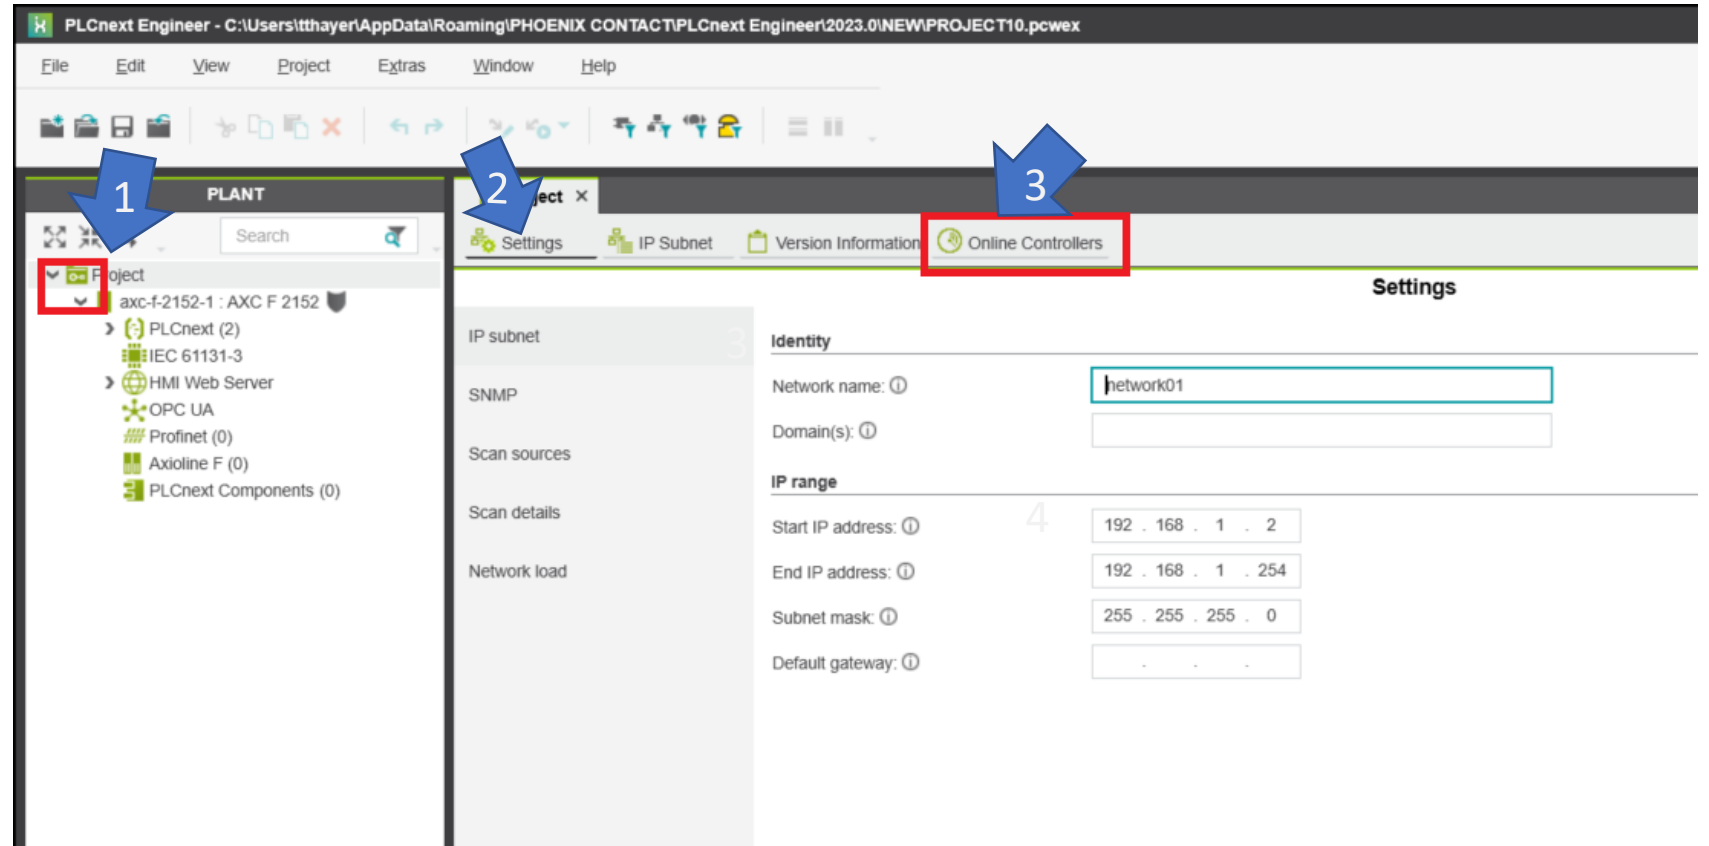 PLCnext Engineer - C:\Users\tthayer\AppData\Roaming\PHOENIX CONTACT\PLCnext Engineer\2023.0\NEW\PROJECT10.pcwex
File Edit View Project Extras Window Help
1 2 3
PLANT
ject ×
Search
Settings IP Subnet Version Information Online Controllers
Project
axc-f-2152-1 : AXC F 2152
PLCnext (2)
IEC 61131-3
HMI Web Server
OPC UA
Profinet (0)
Axioline F (0)
PLCnext Components (0)
Settings
IP subnet
SNMP
Scan sources
Scan details
Network load
3
Identity
Network name: network01
Domain(s):
IP range
4
Start IP address: 192 . 168 . 1 . 2
End IP address: 192 . 168 . 1 . 254
Subnet mask: 255 . 255 . 255 . 0
Default gateway: . . .